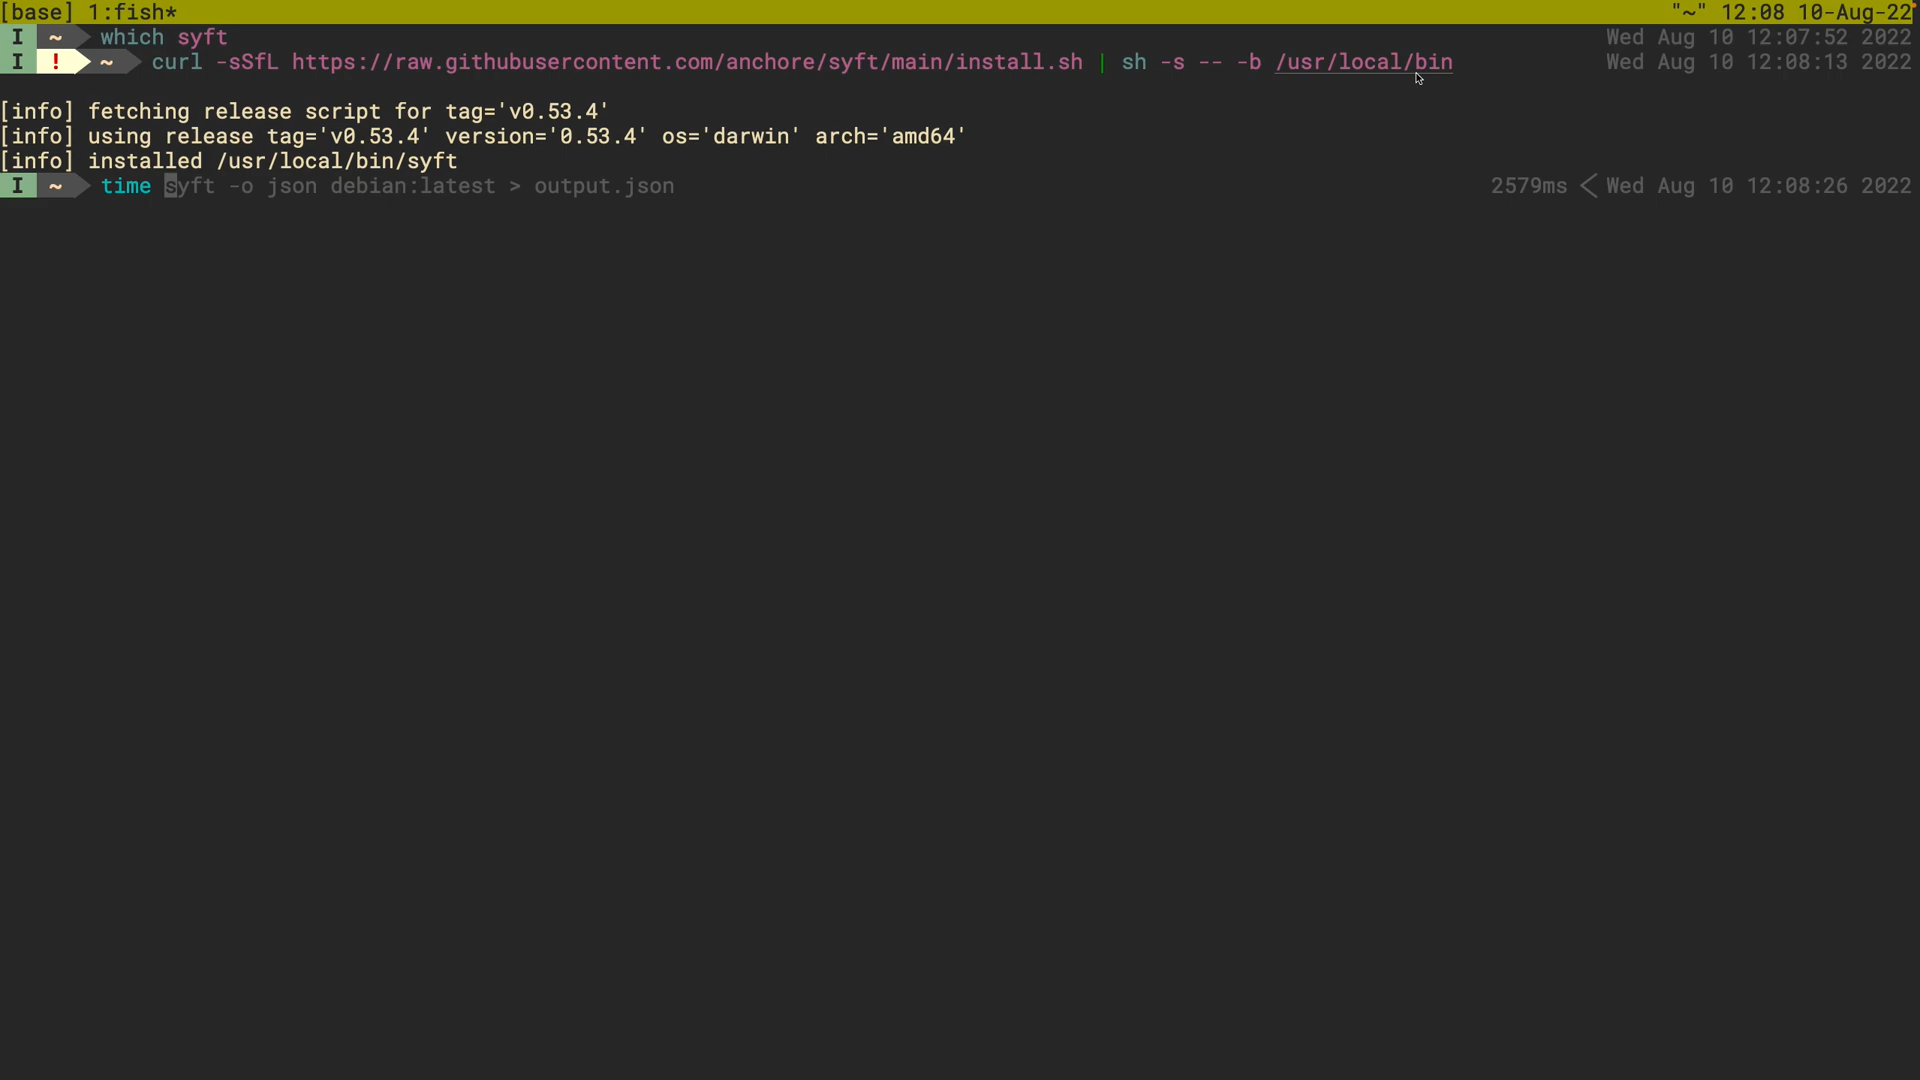 [base] 1:fish* "~" 12:08 10-Aug-22
I ~ which syft Wed Aug 10 12:07:52 2022
I ! ~ curl -sSfL https://raw.githubusercontent.com/anchore/syft/main/install.sh | sh -s -- -b /usr/local/bin Wed Aug 10 12:08:13 2022
[info] fetching release script for tag='v0.53.4'
[info] using release tag='v0.53.4' version='0.53.4' os='darwin' arch='amd64'
[info] installed /usr/local/bin/syft
I ~ time syft -o json debian:latest > output.json 2579ms < Wed Aug 10 12:08:26 2022